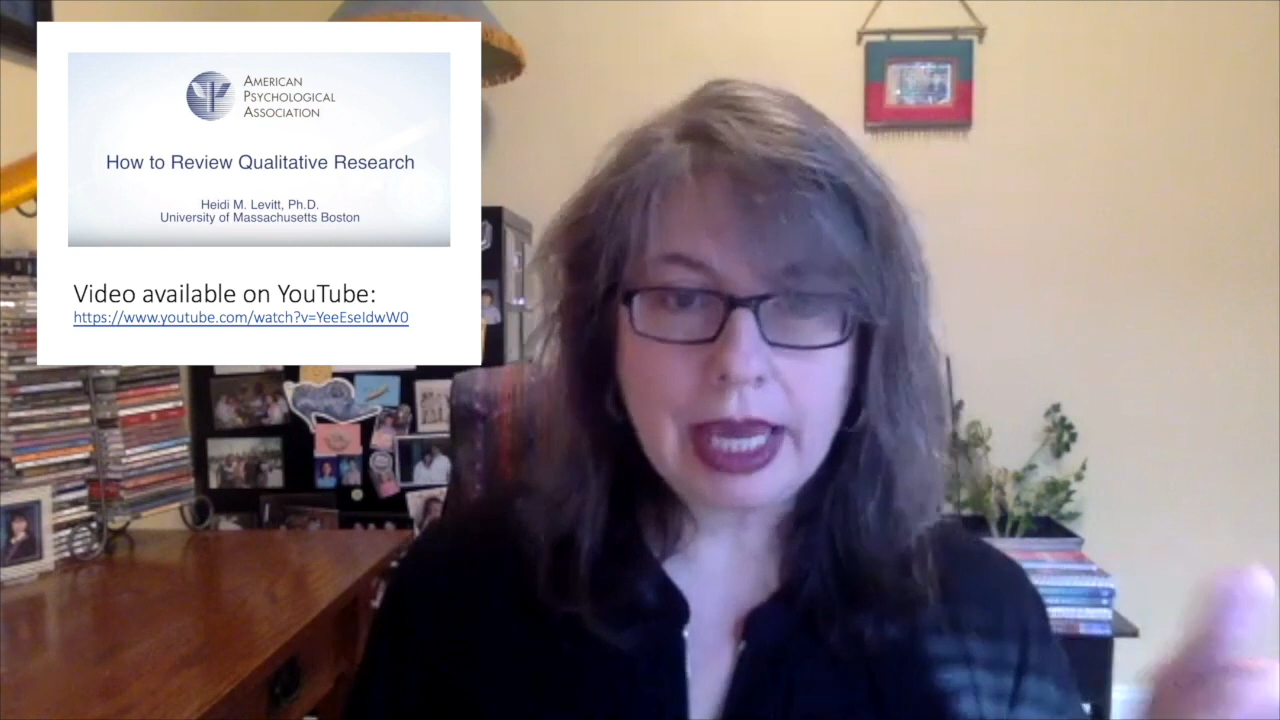 AMERICAN
PSYCHOLOGICAL
ASSOCIATION
How to Review Qualitative Research
Heidi M. Levitt, Ph.D.
University of Massachusetts Boston
Video available on YouTube:
https://www.youtube.com/watch?v=YeeEseIdwW0